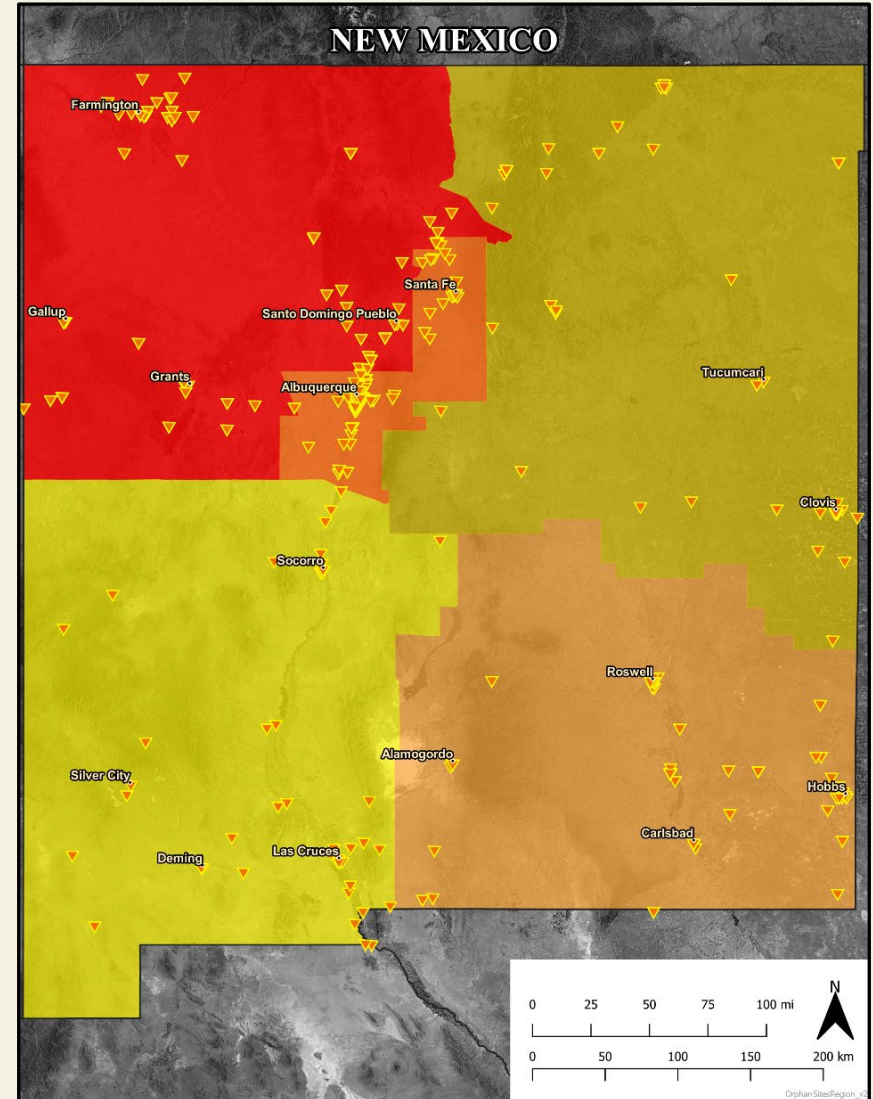 NEW MEXICO
Farmington
Santa Fe
Gallup
Santo Domingo Pueblo
Tucumcari
Grants
Albuquerque
Clovis
Socorro
Roswell
Alamogordo
Silver City
Hobbs
Carlsbad
Las Cruces
Deming
N
0 25 50 75 100 mi
0 50 100 150 200 km
OrphanSitesRegion_v2